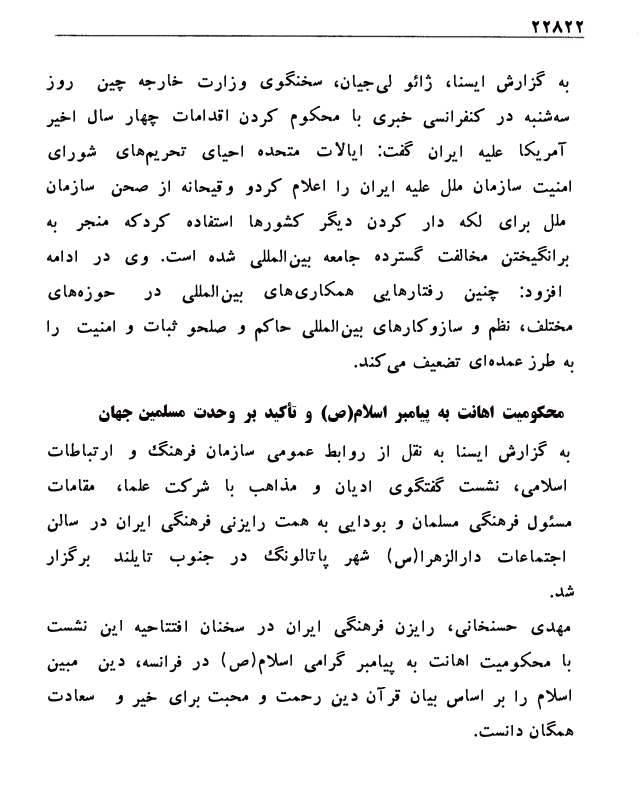 ۲۲۸۲۲
به گزارش ایسنا، ژائو لی‌جیان، سخنگوی وزارت خارجه چین روز
سه‌شنبه در کنفرانسی خبری با محکوم کردن اقدامات چهار سال اخیر
آمریکا علیه ایران گفت: ایالات متحده احیای تحریم‌های شورای
امنیت سازمان ملل علیه ایران را اعلام کردو وقیحانه از صحن سازمان
ملل برای لکه دار کردن دیگر کشورها استفاده کردکه منجر به
برانگیختن مخالفت گسترده جامعه بین‌المللی شده است. وی در ادامه
افزود: چنین رفتارهایی همکاری‌های بین‌المللی در حوزه‌های
مختلف، نظم و سازوکارهای بین‌المللی حاکم و صلحو ثبات و امنیت را
به طرز عمده‌ای تضعیف می‌کند.
محکومیت اهانت به پیامبر اسلام(ص) و تأکید بر وحدت مسلمین جهان
به گزارش ایسنا به نقل از روابط عمومی سازمان فرهنگ و ارتباطات
اسلامی، نشست گفتگوی ادیان و مذاهب با شرکت علما، مقامات
مسئول فرهنگی مسلمان و بودایی به همت رایزنی فرهنگی ایران در سالن
اجتماعات دارالزهرا(س) شهر پاتالونگ در جنوب تایلند برگزار
شد.
مهدی حسنخانی، رایزن فرهنگی ایران در سخنان افتتاحیه این نشست
با محکومیت اهانت به پیامبر گرامی اسلام(ص) در فرانسه، دین مبین
اسلام را بر اساس بیان قرآن دین رحمت و محبت برای خیر و سعادت
همگان دانست.